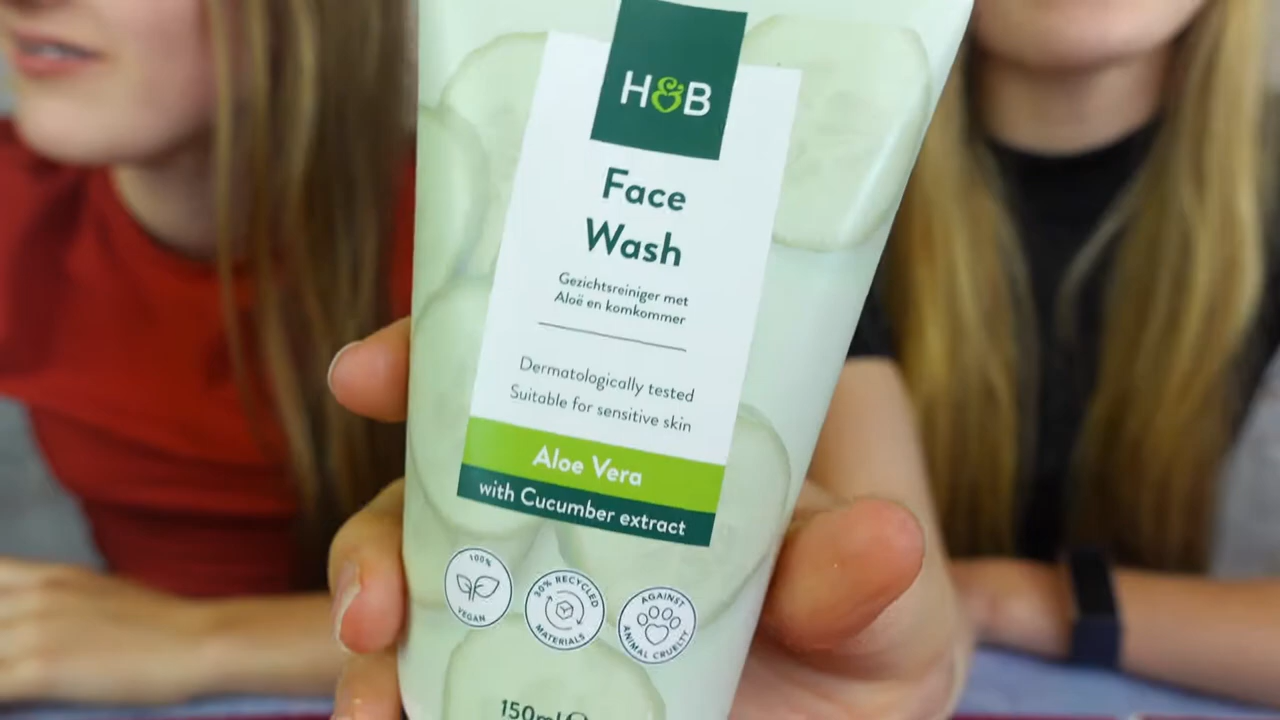 H&B
Face
Wash
Gezichtsreiniger met
Aloë en komkommer
Dermatologically tested
Suitable for sensitive skin
Aloe Vera
with Cucumber extract
100%
VEGAN
30% RECYCLED
MATERIALS
AGAINST
ANIMAL CRUELTY
150ml